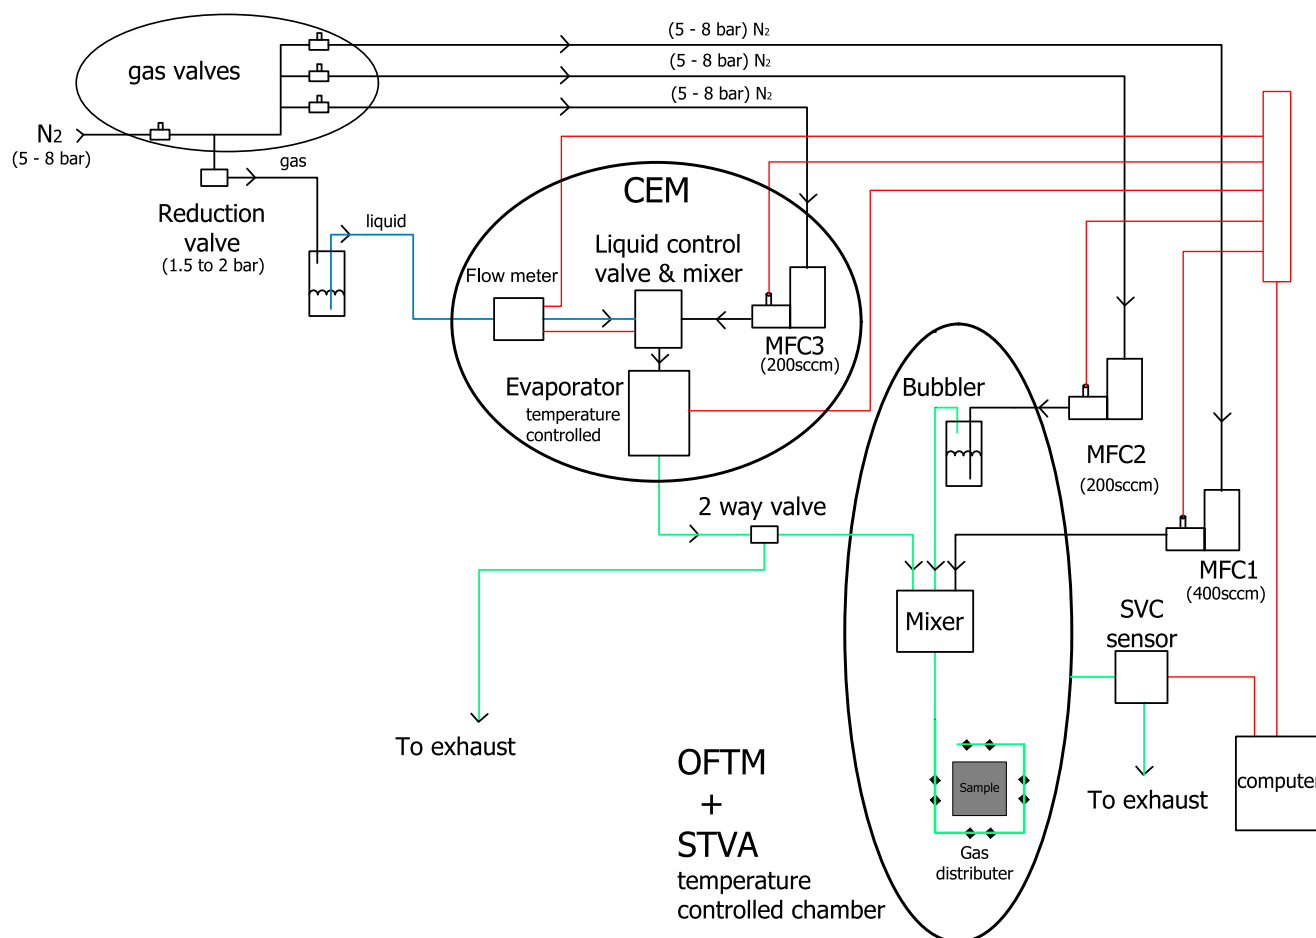 (5 - 8 bar) N2
(5 - 8 bar) N2
(5 - 8 bar) N2
gas valves
N2
(5 - 8 bar)
gas
Reduction
valve
(1.5 to 2 bar)
liquid
CEM
Liquid control
valve & mixer
Flow meter
MFC3
(200sccm)
Evaporator
temperature
controlled
Bubbler
MFC2
(200sccm)
2 way valve
MFC1
(400sccm)
Mixer
SVC
sensor
To exhaust
OFTM
+
STVA
temperature
controlled chamber
Sample
Gas
distributer
To exhaust
compute